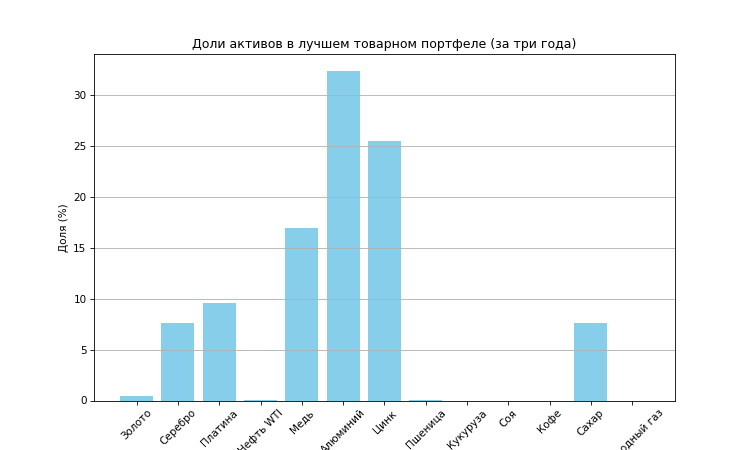 Доли активов в лучшем товарном портфеле (за три года)
Доля (%)
30
25
20
15
10
5
0
Золото
Серебро
Платина
Нефть WTI
Медь
Алюминий
Цинк
Пшеница
Кукуруза
Соя
Кофе
Сахар
газ